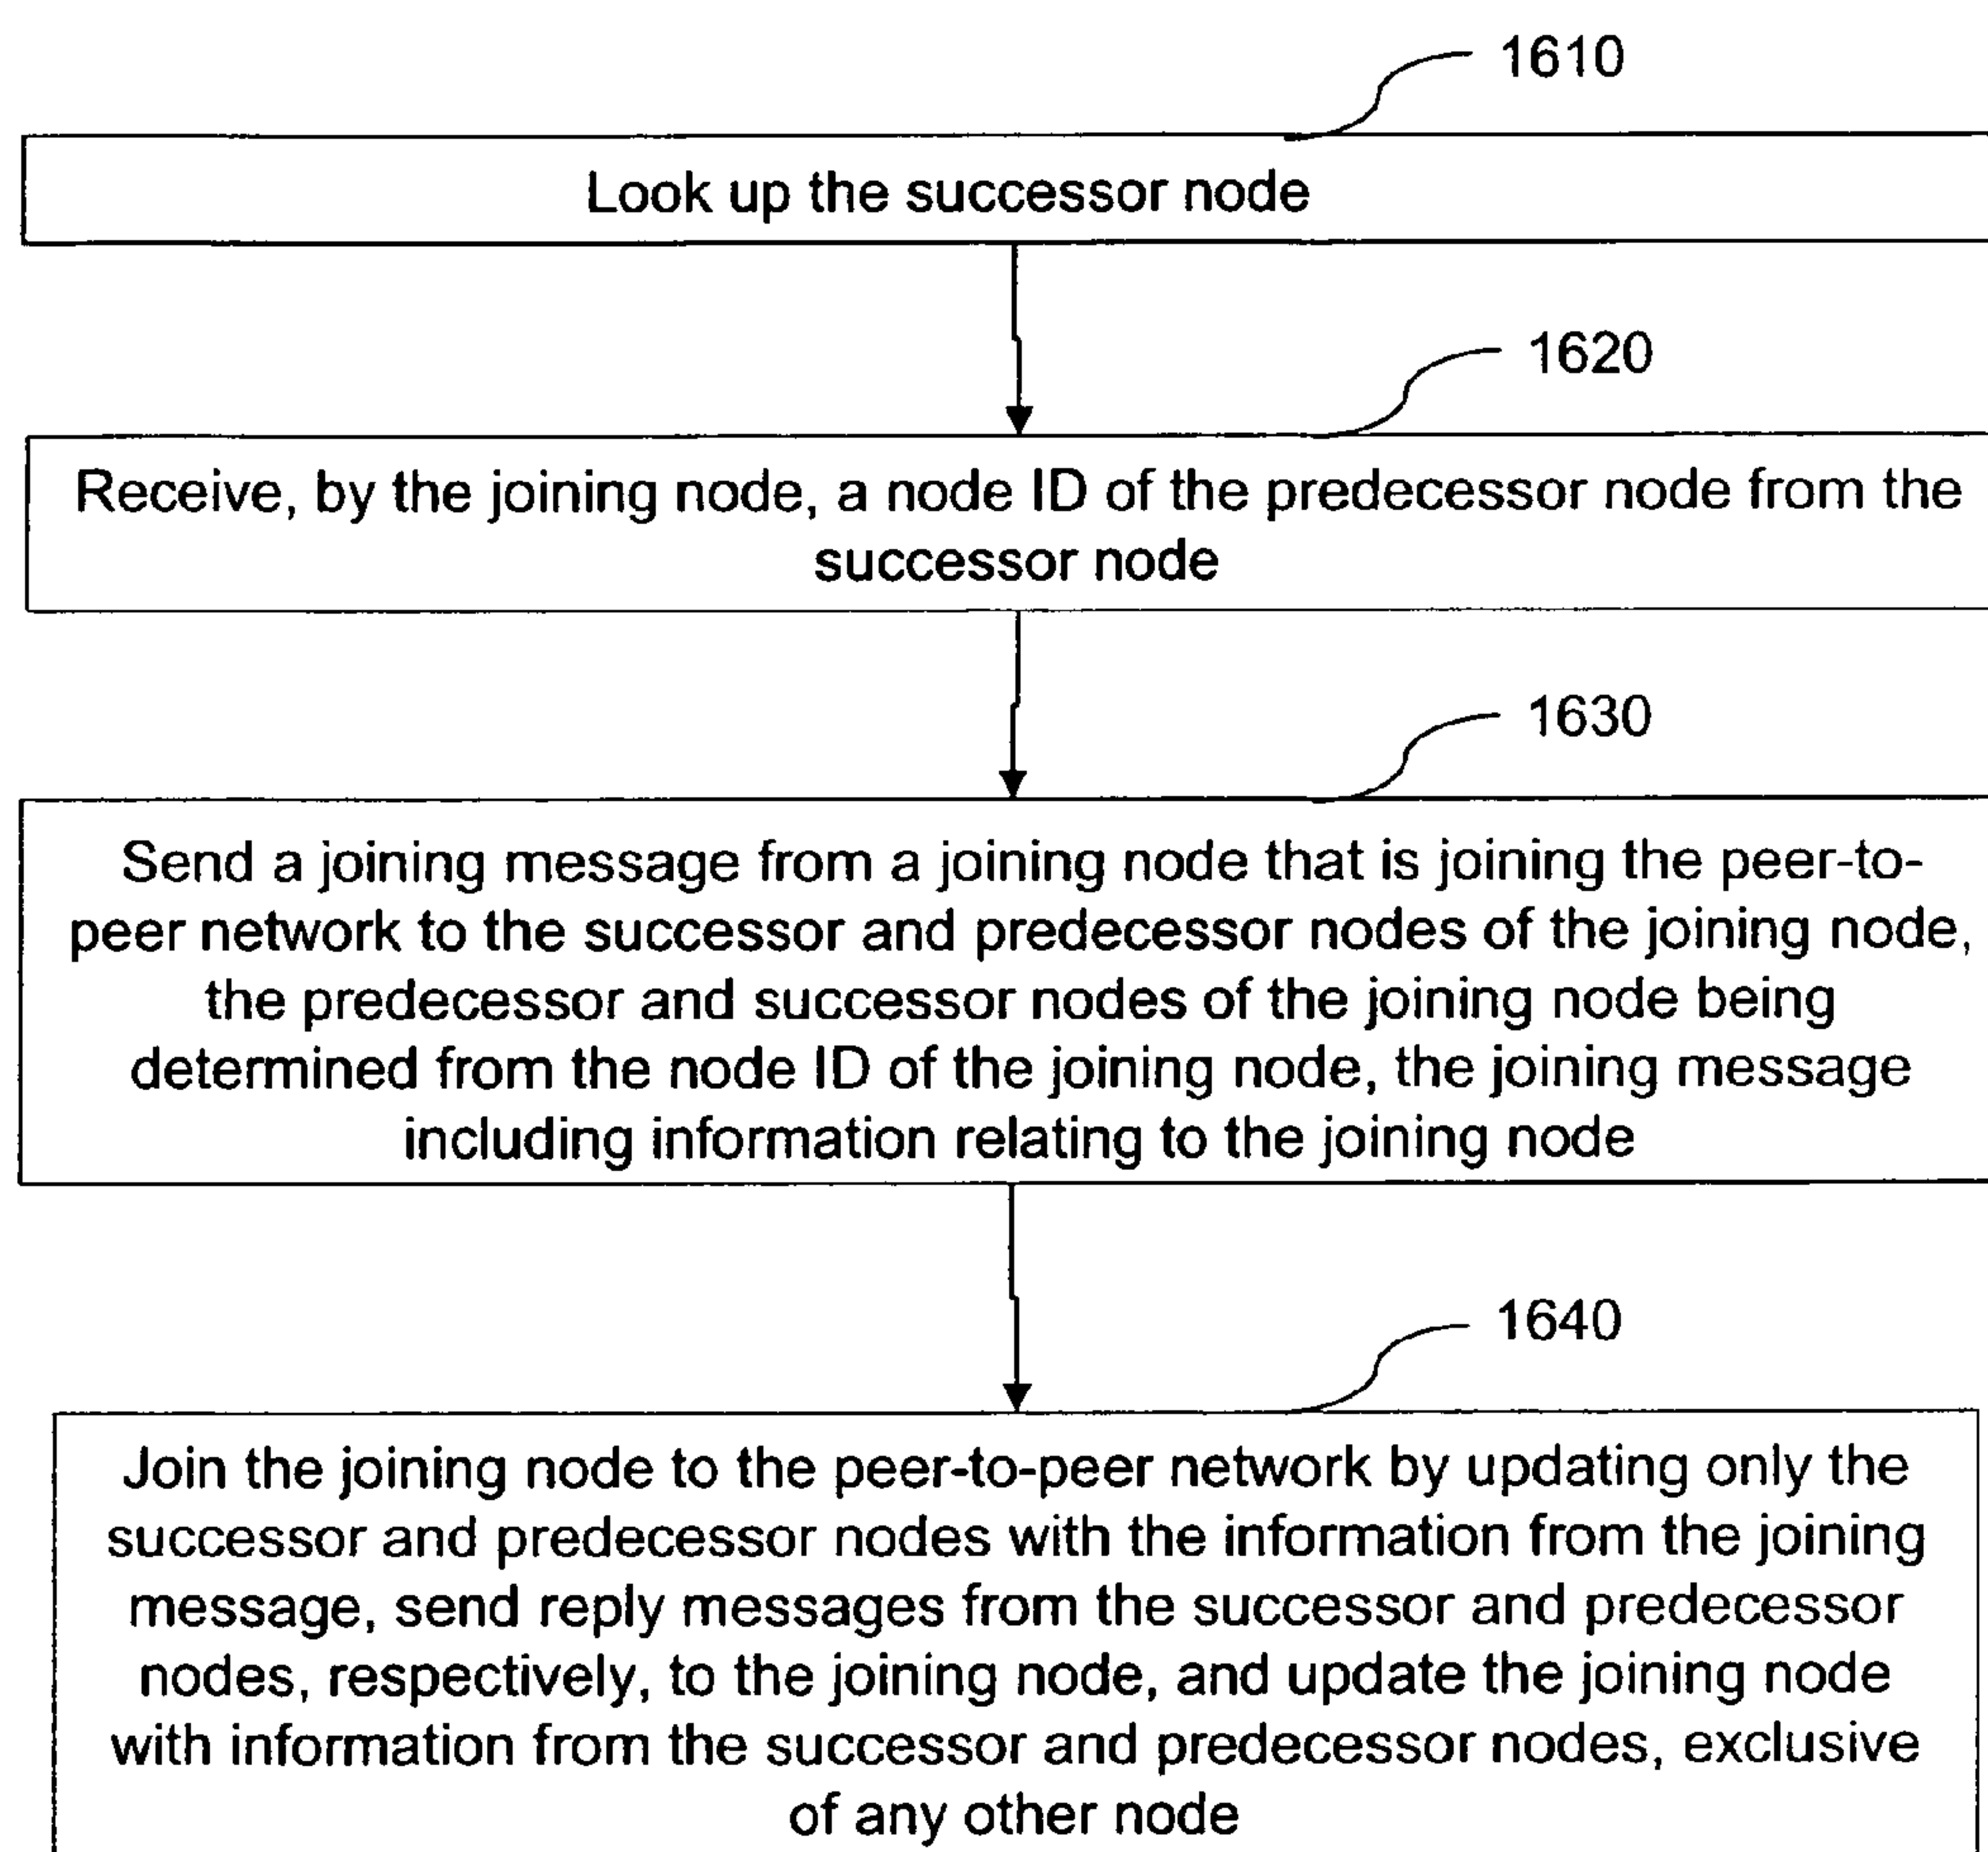 1610
Look up the successor node
1620
Receive, by the joining node, a node ID of the predecessor node from the
successor node
1630
Send a joining message from a joining node that is joining the peer-to-
peer network to the successor and predecessor nodes of the joining node,
the predecessor and successor nodes of the joining node being
determined from the node ID of the joining node, the joining message
including information relating to the joining node
1640
Join the joining node to the peer-to-peer network by updating only the
successor and predecessor nodes with the information from the joining
message, send reply messages from the successor and predecessor
nodes, respectively, to the joining node, and update the joining node
with information from the successor and predecessor nodes, exclusive
of any other node